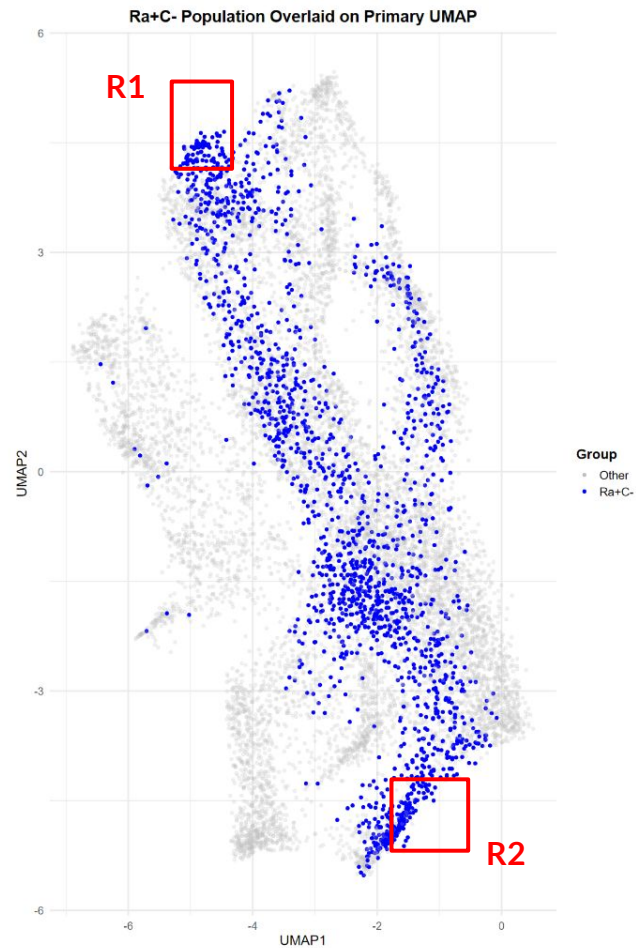 Ra+C- Population Overlaid on Primary UMAP
R1
6
3
0
-3
-6
UMAP2
Group
Other
Ra+C-
R2
-6
-4
-2
0
UMAP1